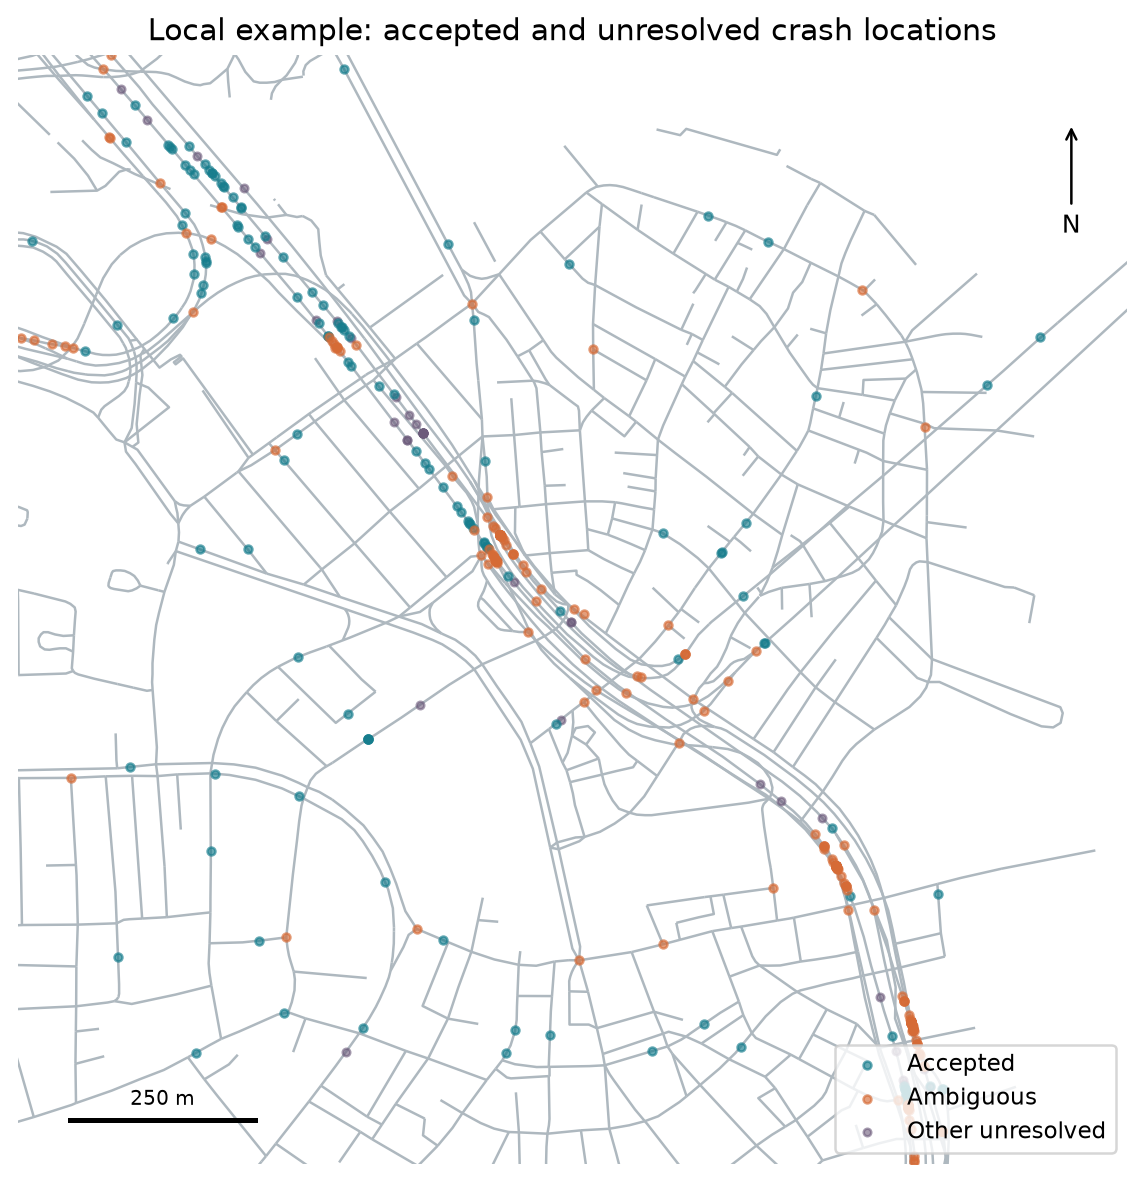 Local example: accepted and unresolved crash locations
N
Accepted
Ambiguous
Other unresolved
250 m